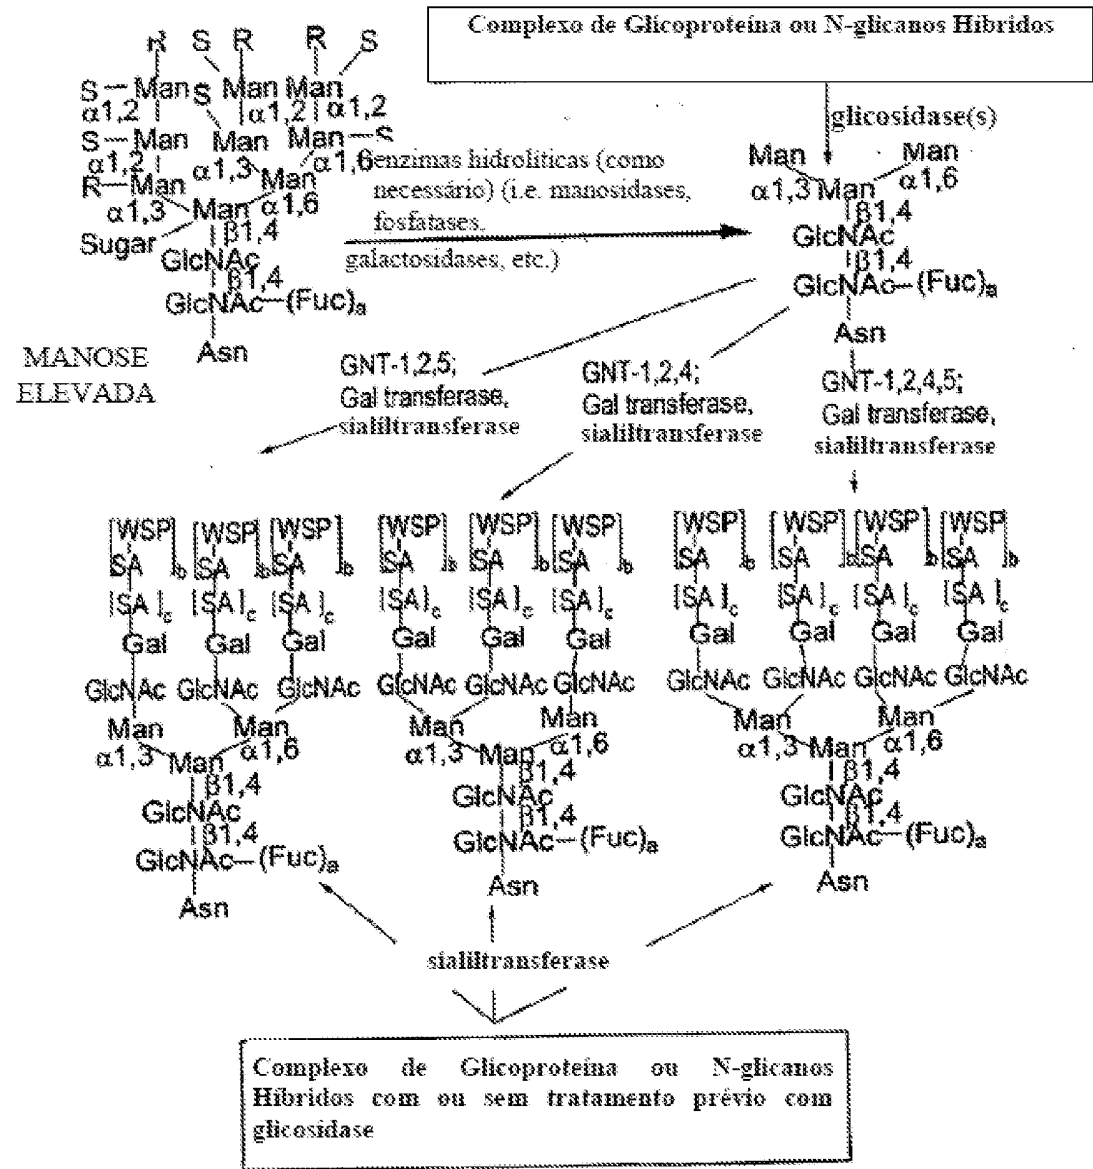 Complexo de Glicoproteína ou N-glicanos Híbridos
R S R R S
S–Man S Man Man
α1,2 α1,2 α1,2
S–Man Man Man–S
α1,2 α1,3 α1,6
R–Man Man
α1,3 Man α1,6
Sugar β1,4
GlcNAc
β1,4
GlcNAc–(Fuc)a
Asn
MANOSE
ELEVADA
enzimas hidrolíticas (como
necessário) (i.e. manosidases,
fosfatases,
galactosidases, etc.)
glicosidase(s)
Man Man
α1,3 Man α1,6
β1,4
GlcNAc
β1,4
GlcNAc–(Fuc)a
Asn
GNT-1,2,5;
Gal transferase,
sialiltransferase
GNT-1,2,4;
Gal transferase,
sialiltransferase
GNT-1,2,4,5;
Gal transferase,
sialiltransferase
[WSP]b [WSP]b [WSP]b
SA SA SA
[SA]c [SA]c [SA]c
Gal Gal Gal
GlcNAc GlcNAc GlcNAc
Man Man
α1,3 Man α1,6
β1,4
GlcNAc
β1,4
GlcNAc–(Fuc)a
Asn
[WSP]b [WSP]b [WSP]b
SA SA SA
[SA]c [SA]c [SA]c
Gal Gal Gal
GlcNAc GlcNAc GlcNAc
Man Man
α1,3 Man α1,6
β1,4
GlcNAc
β1,4
GlcNAc–(Fuc)a
Asn
[WSP]b [WSP]b [WSP]b [WSP]b
SA SA SA SA
[SA]c [SA]c [SA]c [SA]c
Gal Gal Gal Gal
GlcNAc GlcNAc GlcNAc GlcNAc
Man Man
α1,3 Man α1,6
β1,4
GlcNAc
β1,4
GlcNAc–(Fuc)a
Asn
sialiltransferase
Complexo de Glicoproteína ou N-glicanos
Híbridos com ou sem tratamento prévio com
glicosidase